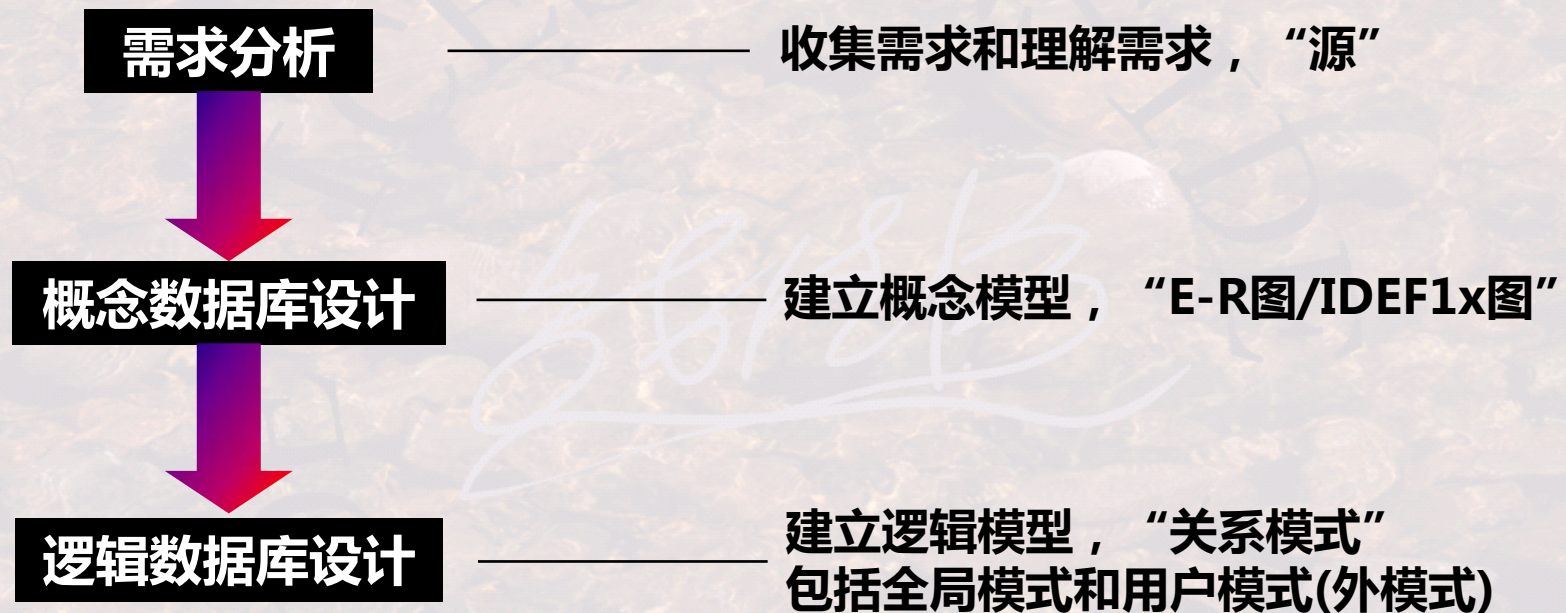 需求分析
收集需求和理解需求，“源”
概念数据库设计
建立概念模型，“E-R图/IDEF1x图”
逻辑数据库设计
建立逻辑模型，“关系模式”
包括全局模式和用户模式(外模式)